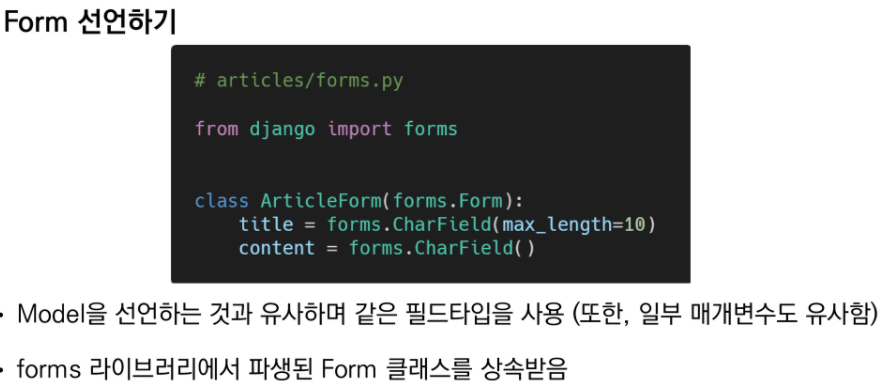 Form 선언하기
# articles/forms.py
from django import forms
class ArticleForm(forms.Form):
    title = forms.CharField(max_length=10)
    content = forms.CharField()
• Model을 선언하는 것과 유사하며 같은 필드타입을 사용 (또한, 일부 매개변수도 유사함)
• forms 라이브러리에서 파생된 Form 클래스를 상속받음